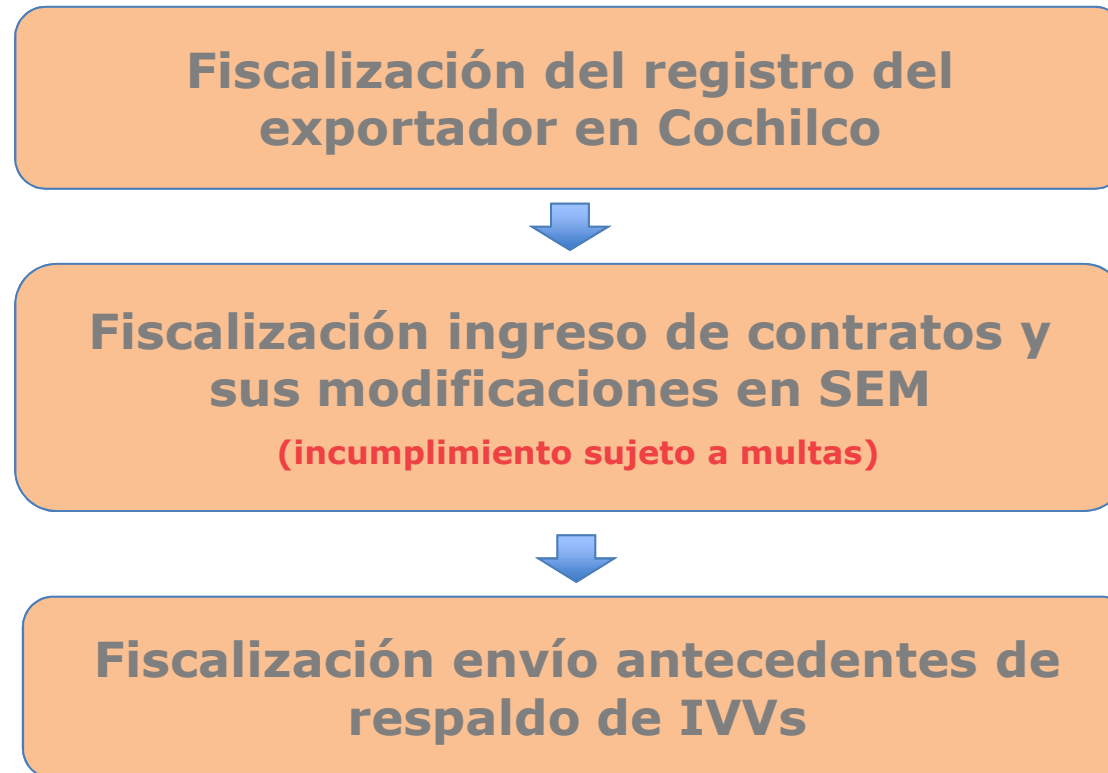 Fiscalización del registro del
exportador en Cochilco
Fiscalización ingreso de contratos y
sus modificaciones en SEM
(incumplimiento sujeto a multas)
Fiscalización envío antecedentes de
respaldo de IVVs